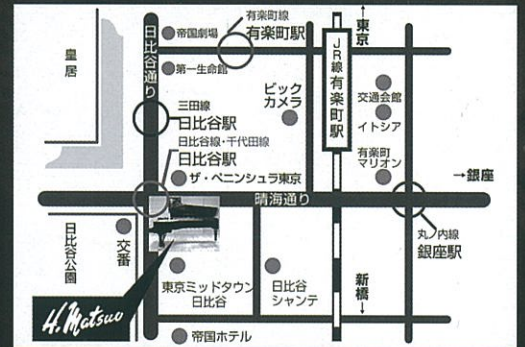 有楽町線
有楽町駅
↑東京
帝国劇場
日比谷通り
皇居
第一生命館
JR線 有楽町駅
ビック
カメラ
交通会館
イトシア
三田線
日比谷駅
日比谷線・千代田線
日比谷駅
有楽町
マリオン
→銀座
ザ・ペニンシュラ東京
晴海通り
日比谷公園
交番
丸ノ内線
銀座駅
東京ミッドタウン
日比谷
日比谷
シャンテ
新橋↓
H. Matsuo
帝国ホテル